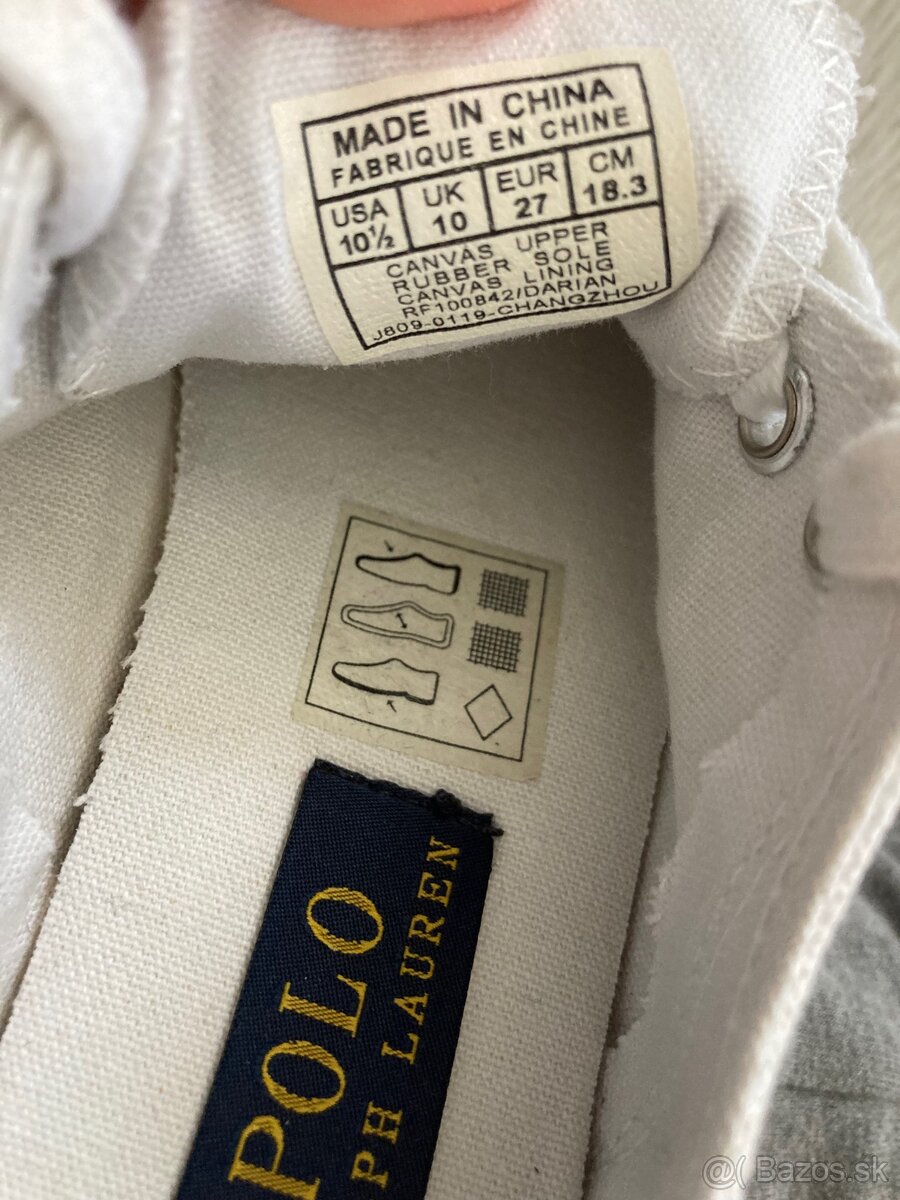 MADE IN CHINA
FABRIQUE EN CHINE
USA UK EUR CM
10½ 10 27 18.3
CANVAS UPPER
RUBBER SOLE
CANVAS LINING
RF100842/DARIAN
J809-0119-CHANGZHOU
POLO
PH LAUREN
@( Bazos.sk